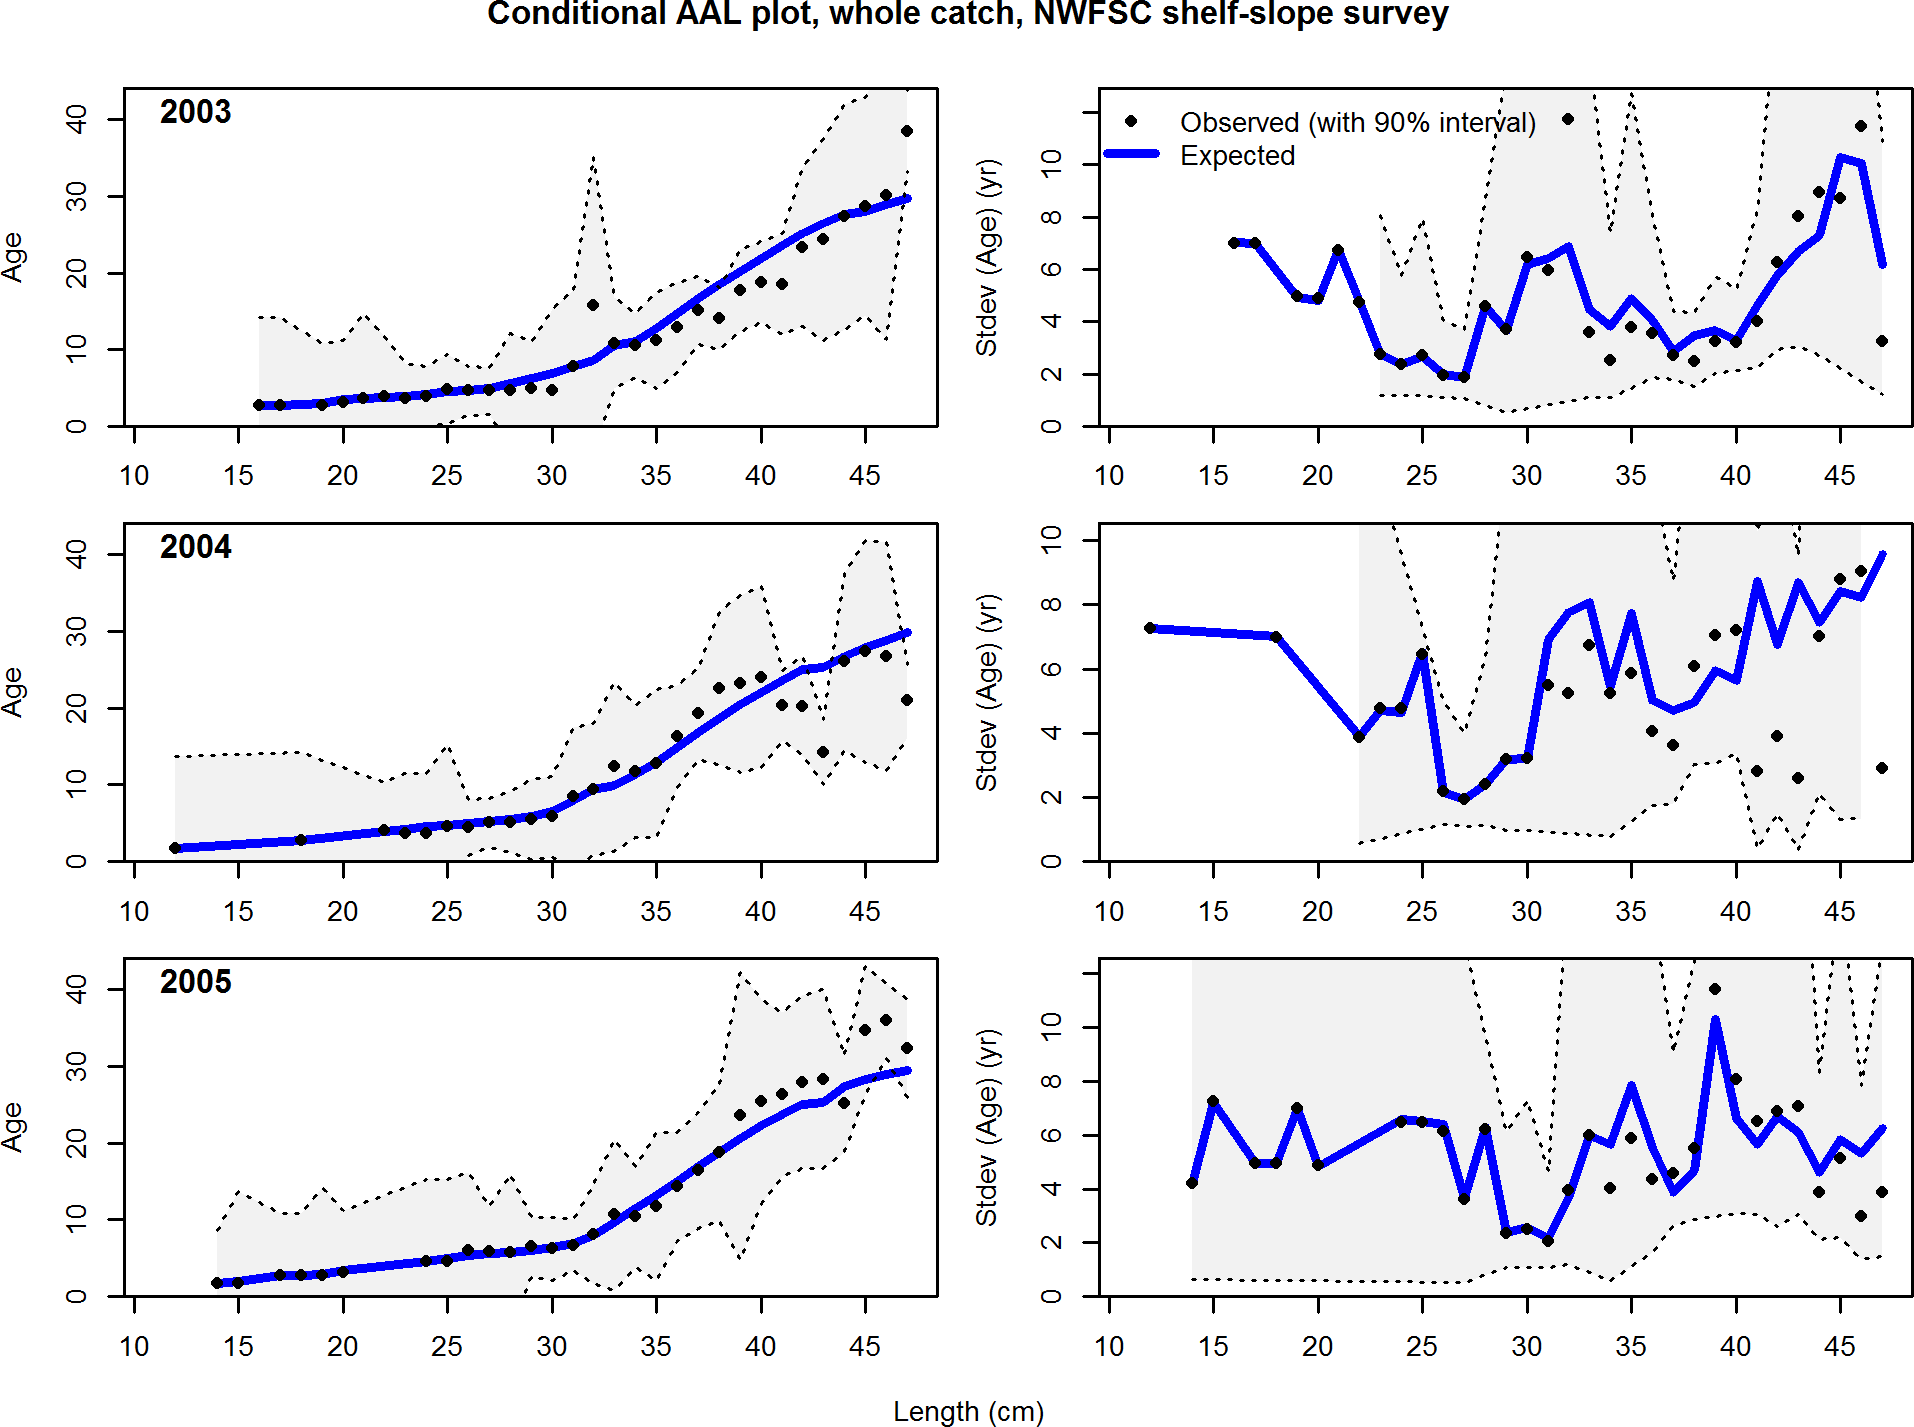 Conditional AAL plot, whole catch, NWFSC shelf-slope survey
2003
Age
0 10 20 30 40
10 15 20 25 30 35 40 45
Observed (with 90% interval)
Expected
Stdev (Age) (yr)
0 2 4 6 8 10
10 15 20 25 30 35 40 45
2004
Age
0 10 20 30 40
10 15 20 25 30 35 40 45
Stdev (Age) (yr)
0 2 4 6 8 10
10 15 20 25 30 35 40 45
2005
Age
0 10 20 30 40
10 15 20 25 30 35 40 45
Stdev (Age) (yr)
0 2 4 6 8 10
10 15 20 25 30 35 40 45
Length (cm)